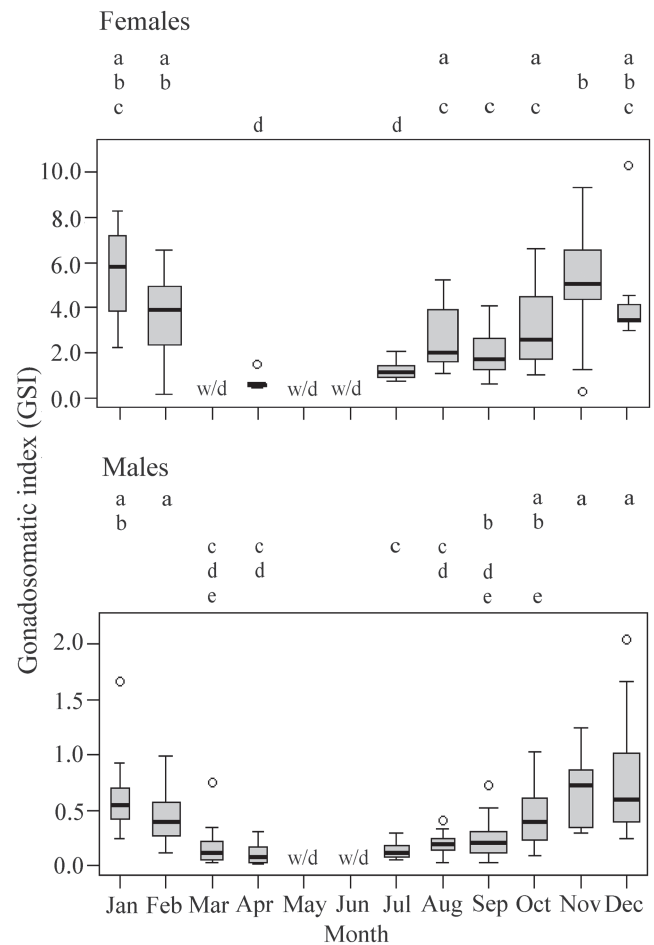 Females
a a a a a
b b b b
c c c c c
d d
10.0
8.0
6.0
4.0
2.0
0.0
w/d w/d w/d
Gonadosomatic index (GSI)
Males
a a a a a
b b b
c c c c
d d d d
e e e
2.0
1.5
1.0
0.5
0.0
w/d w/d
Jan Feb Mar Apr May Jun Jul Aug Sep Oct Nov Dec
Month